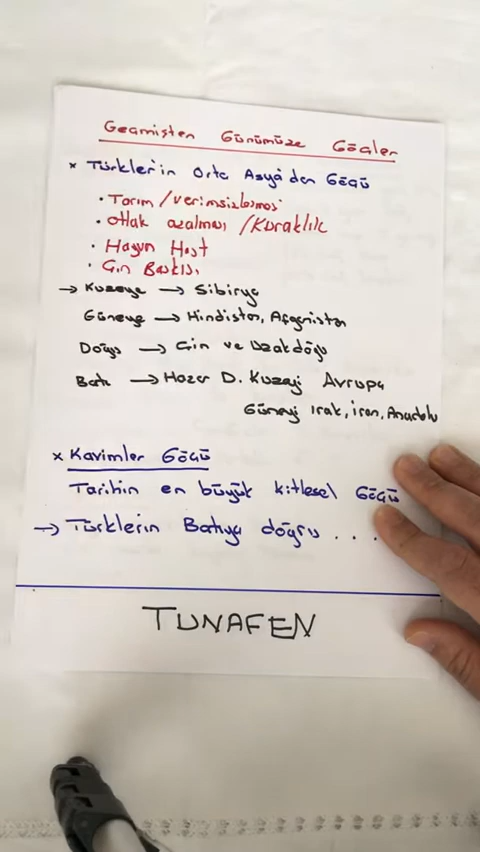 Geçmişten Günümüze Göçler
* Türkler'in Orta Asya'dan Göçü
• Tarım / verimsizleşmesi
• Otlak azalması / Kuraklık
• Hayvan Hast
• Çin Baskısı
→ Kuzeye → Sibirya
Güneye → Hindistan, Afganistan
Doğu → Çin ve Uzakdoğu
Batı → Hazar D. Kuzeyi Avrupa
Güneyi Irak, İran, Anadolu
* Kavimler Göçü
Tarihin en büyük kitlesel Göçü
→ Türklerin Batıya doğru . . . .
TUNAFEN